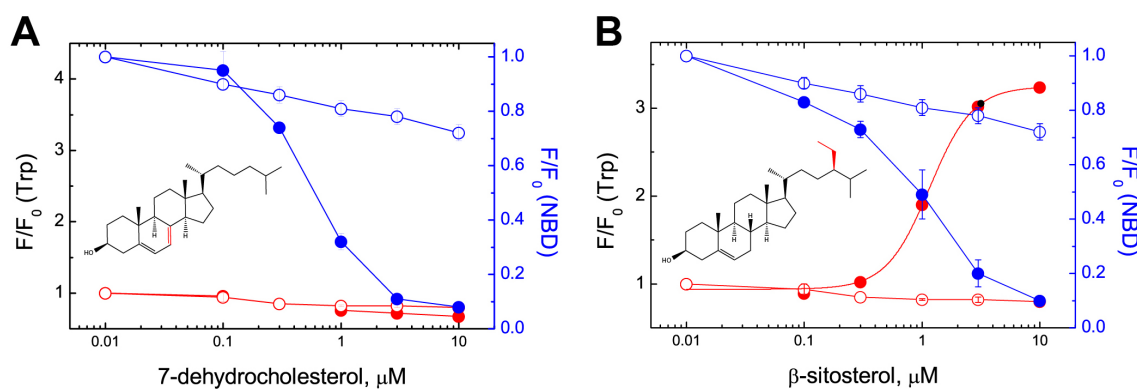 A
B
4
3
2
1
F/F0 (Trp)
1.0
0.8
0.6
0.4
0.2
0.0
F/F0 (NBD)
HO
H
H
H
0.01
0.1
1
10
7-dehydrocholesterol, μM
3
2
1
F/F0 (Trp)
1.0
0.8
0.6
0.4
0.2
0.0
F/F0 (NBD)
HO
H
H
H
0.01
0.1
1
10
β-sitosterol, μM